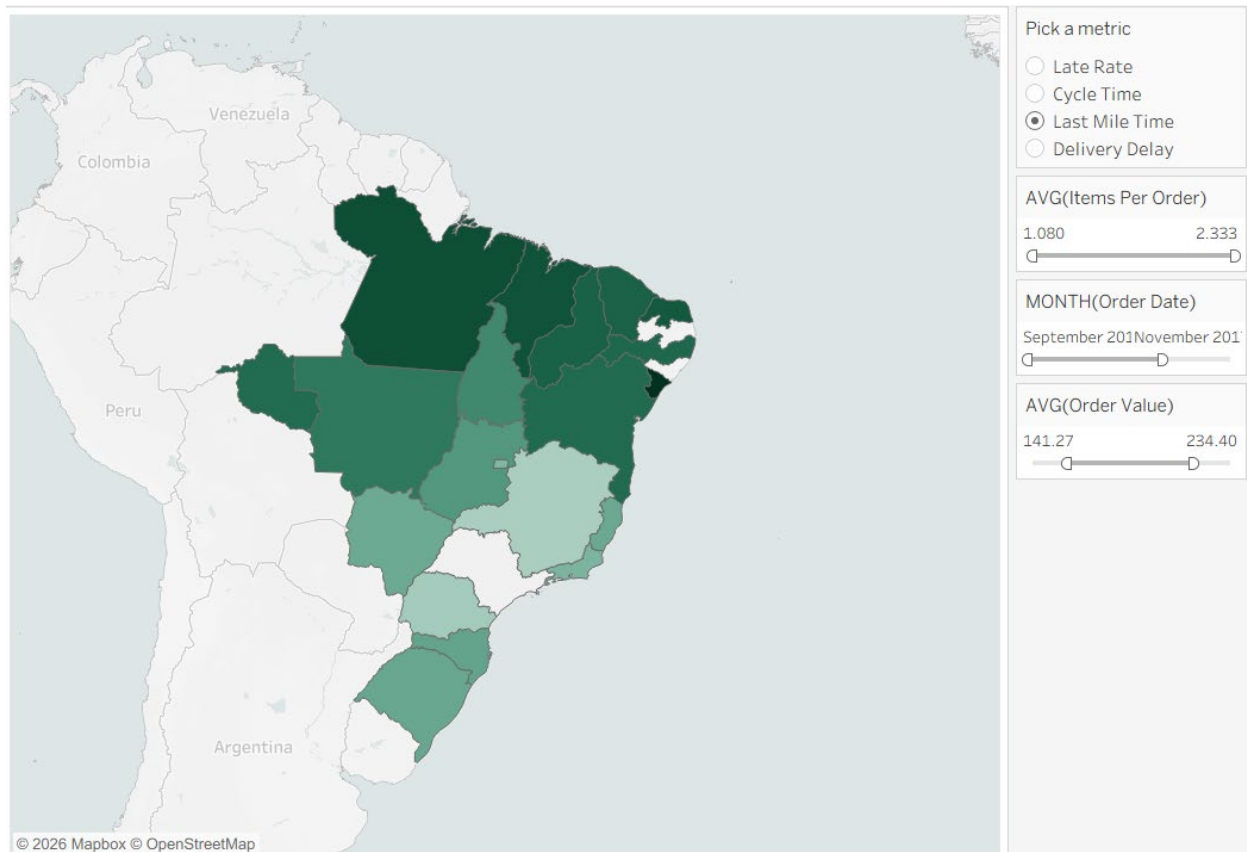 Venezuela
Colombia
Peru
Argentina
© 2026 Mapbox © OpenStreetMap
Pick a metric
Late Rate
Cycle Time
Last Mile Time
Delivery Delay
AVG(Items Per Order)
1.080 2.333
MONTH(Order Date)
September 201 November 201
AVG(Order Value)
141.27 234.40